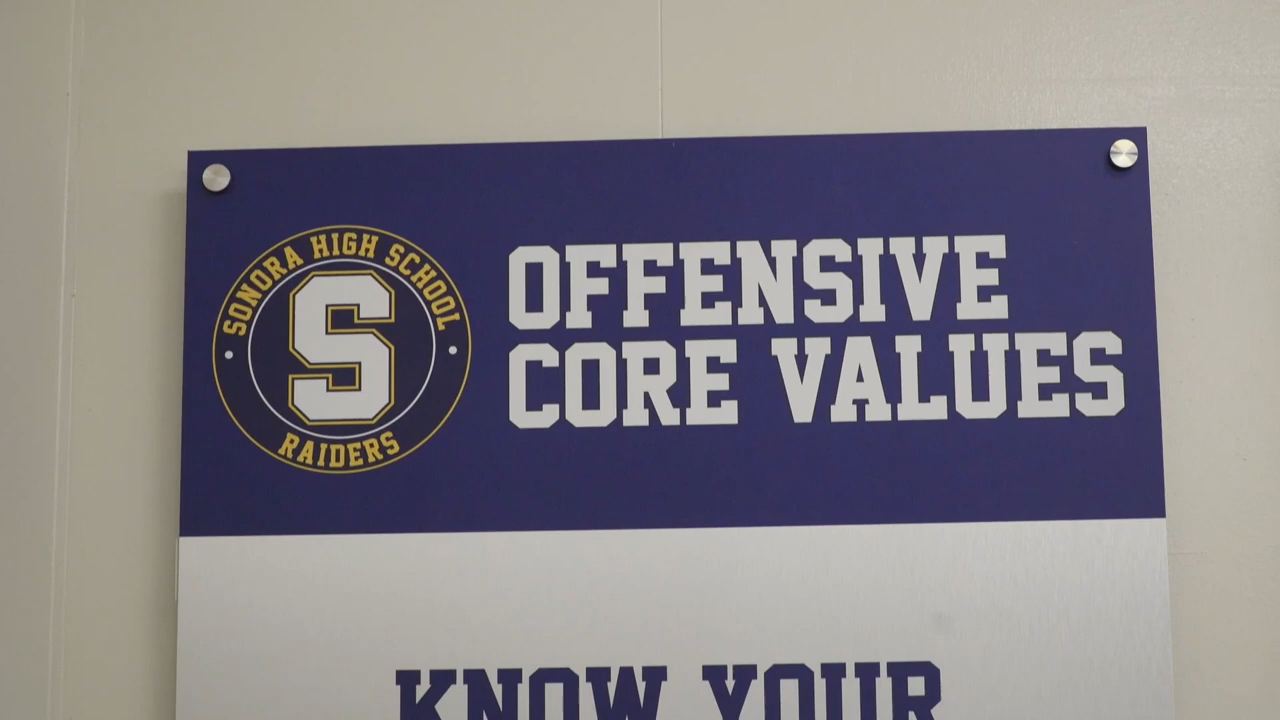 SONORA HIGH SCHOOL
S
RAIDERS
OFFENSIVE
CORE VALUES
KNOW YOUR